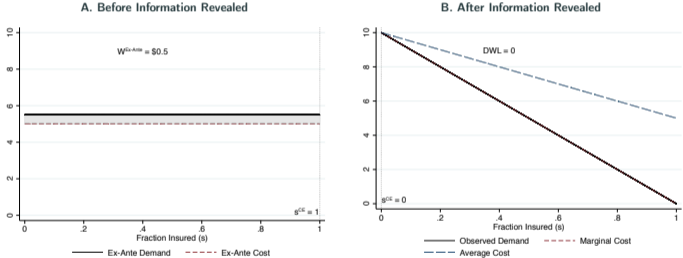 A. Before Information Revealed
10
8
6
4
2
0
W^Ex-Ante = $0.5
s^CE = 1
0 .2 .4 .6 .8 1
Fraction Insured (s)
Ex-Ante Demand Ex-Ante Cost
B. After Information Revealed
10
8
6
4
2
0
DWL = 0
s^CE = 0
0 .2 .4 .6 .8 1
Fraction Insured (s)
Observed Demand Marginal Cost
Average Cost